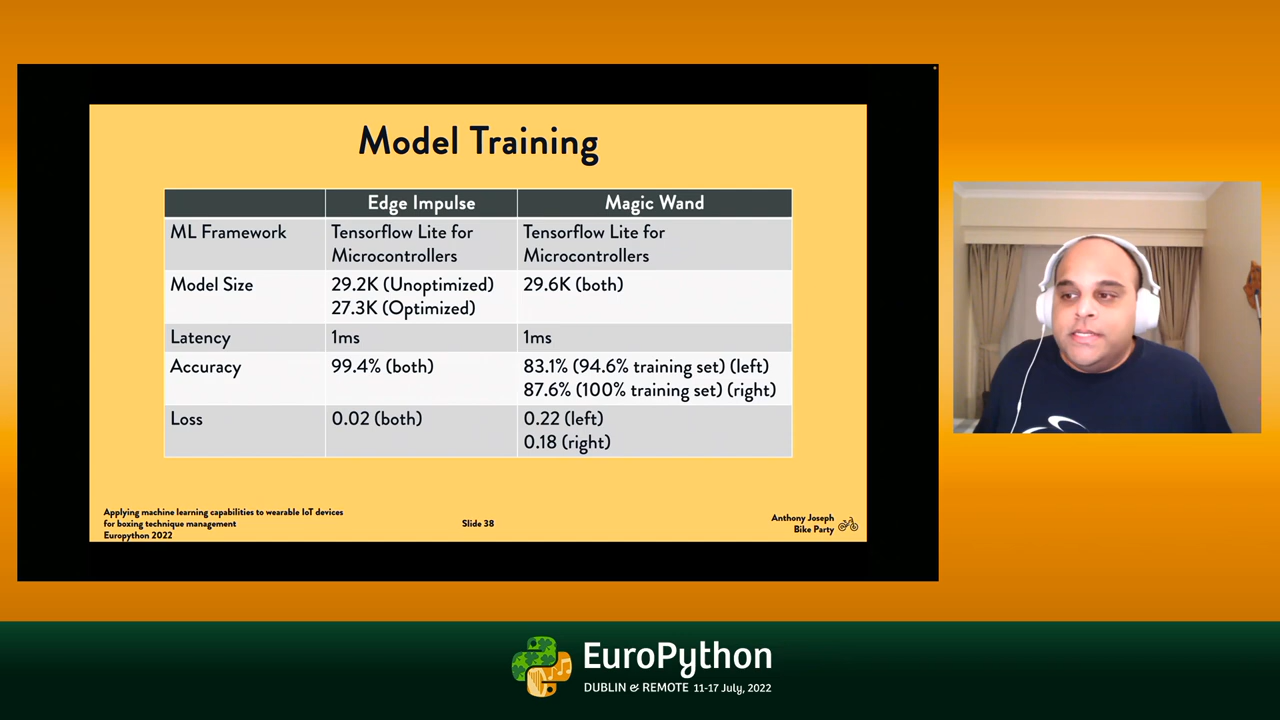 Model Training
Edge Impulse
Magic Wand
ML Framework
Tensorflow Lite for
Microcontrollers
Tensorflow Lite for
Microcontrollers
Model Size
29.2K (Unoptimized)
27.3K (Optimized)
29.6K (both)
Latency
1ms
1ms
Accuracy
99.4% (both)
83.1% (94.6% training set) (left)
87.6% (100% training set) (right)
Loss
0.02 (both)
0.22 (left)
0.18 (right)
Applying machine learning capabilities to wearable IoT devices
for boxing technique management
Europython 2022
Slide 38
Anthony Joseph
Bike Party
EuroPython
DUBLIN & REMOTE 11-17 July, 2022